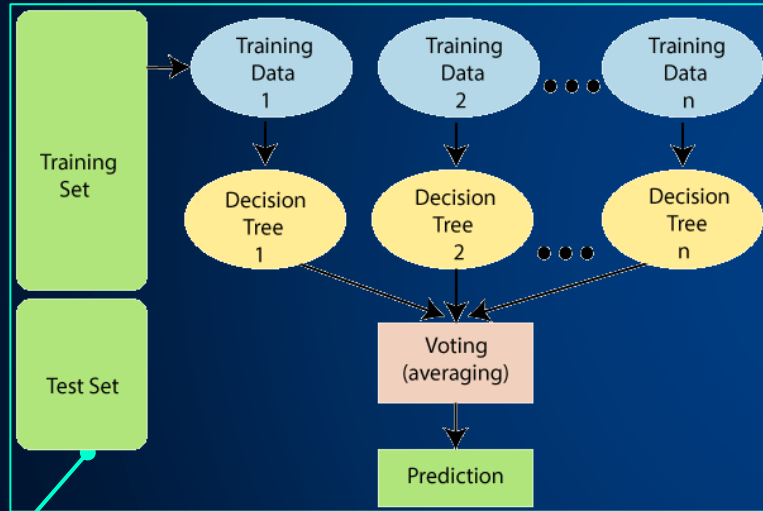 Training
Set
Test Set
Training
Data
1
Training
Data
2
Training
Data
n
Decision
Tree
1
Decision
Tree
2
Decision
Tree
n
Voting
(averaging)
Prediction